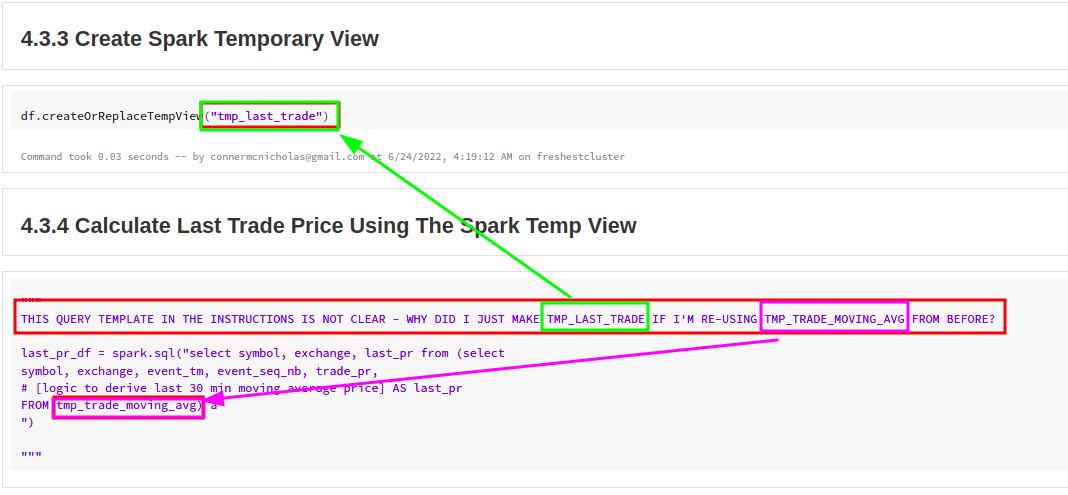 4.3.3 Create Spark Temporary View
df.createOrReplaceTempView("tmp_last_trade")
Command took 0.03 seconds -- by connermcnicholas@gmail.com at 6/24/2022, 4:19:12 AM on freshestcluster
4.3.4 Calculate Last Trade Price Using The Spark Temp View
"""
THIS QUERY TEMPLATE IN THE INSTRUCTIONS IS NOT CLEAR - WHY DID I JUST MAKE TMP_LAST_TRADE IF I'M RE-USING TMP_TRADE_MOVING_AVG FROM BEFORE?
last_pr_df = spark.sql("select symbol, exchange, last_pr from (select
symbol, exchange, event_tm, event_seq_nb, trade_pr,
# [logic to derive last 30 min moving average price] AS last_pr
FROM tmp_trade_moving_avg) a
")
"""